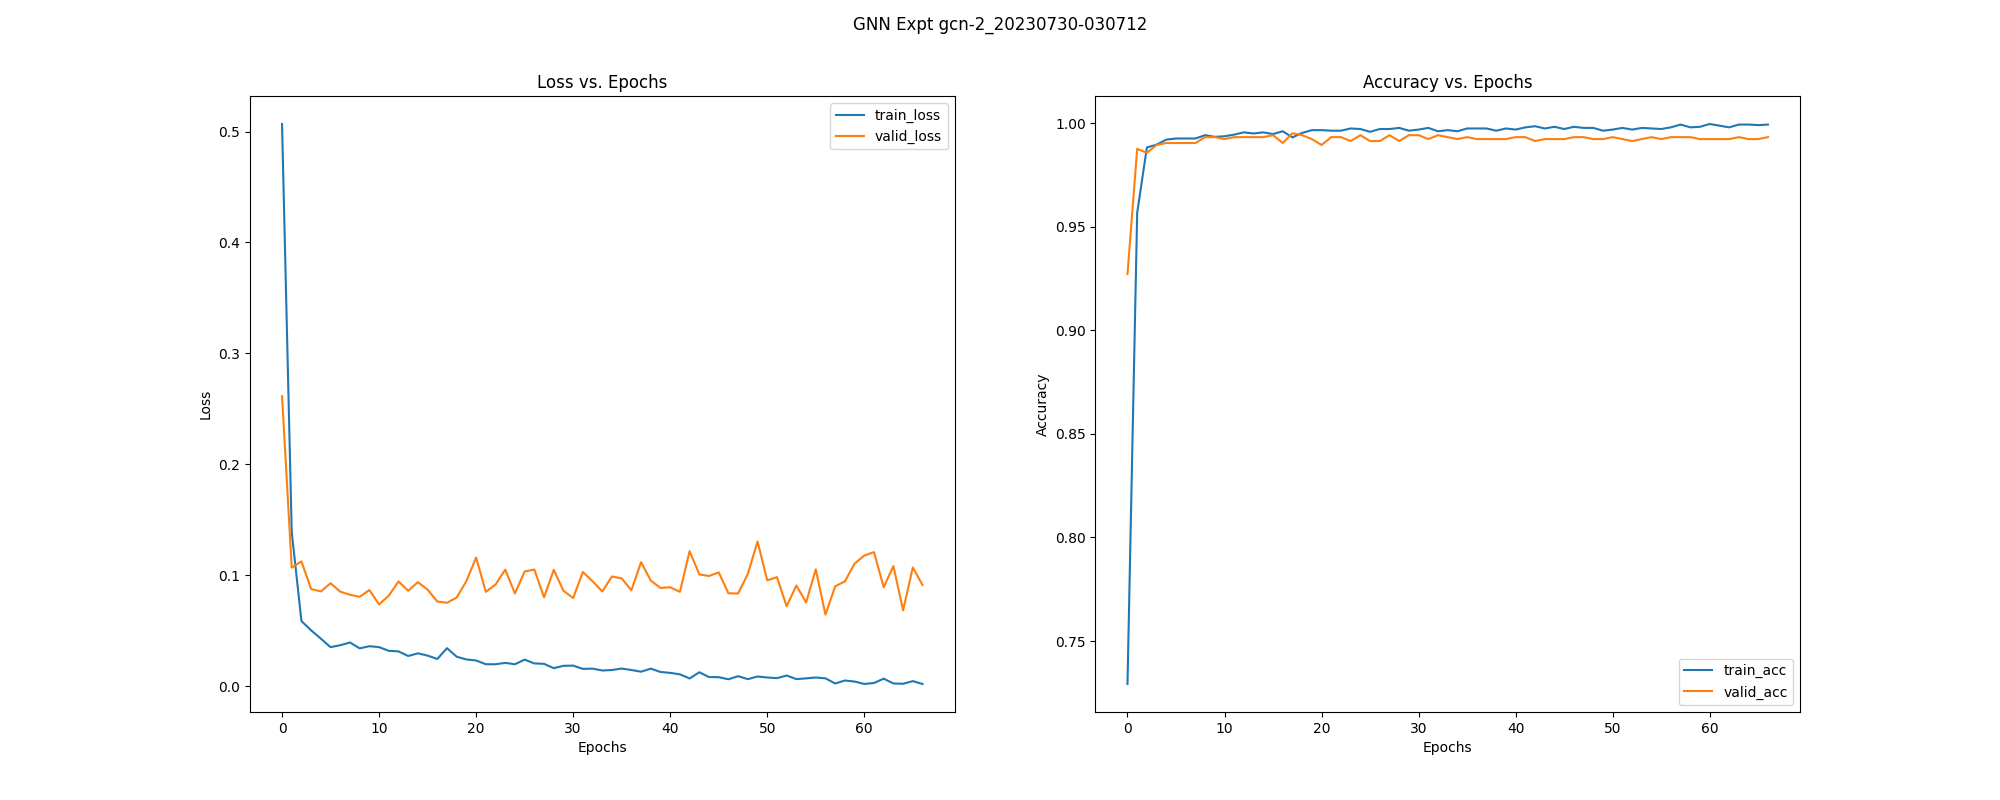 GNN Expt gcn-2_20230730-030712
Loss vs. Epochs
train_loss
valid_loss
0.5
0.4
0.3
0.2
0.1
0.0
Loss
0 10 20 30 40 50 60
Epochs
Accuracy vs. Epochs
1.00
0.95
0.90
0.85
0.80
0.75
Accuracy
train_acc
valid_acc
0 10 20 30 40 50 60
Epochs